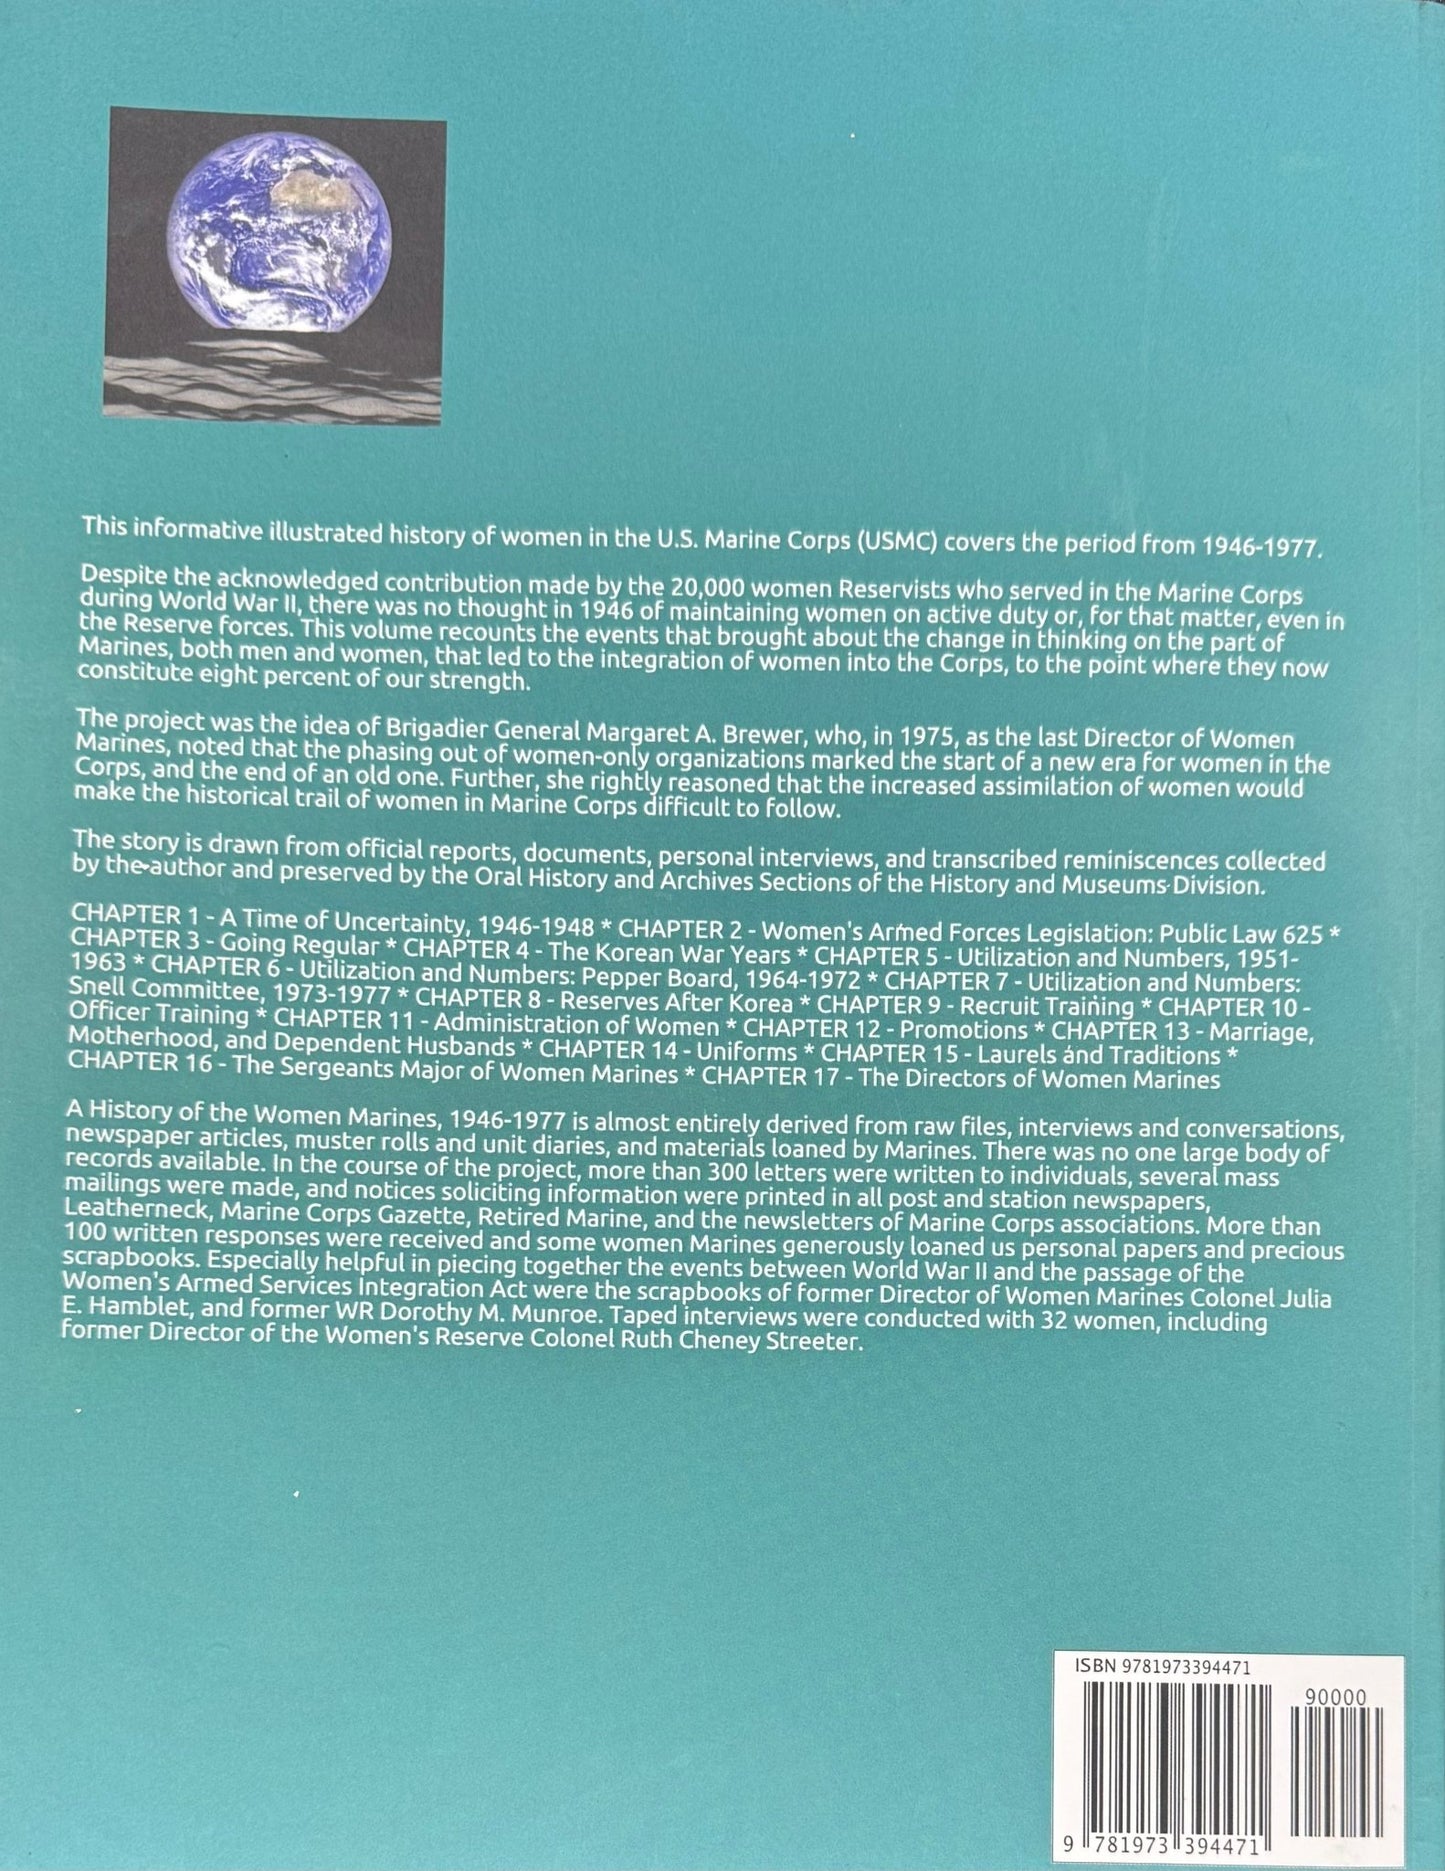 This informative illustrated history of women in the U.S. Marine Corps (USMC) covers the period from 1946-1977.
Despite the acknowledged contribution made by the 20,000 women Reservists who served in the Marine Corps
during World War II, there was no thought in 1946 of maintaining women on active duty or, for that matter, even in
the Reserve forces. This volume recounts the events that brought about the change in thinking on the part of
Marines, both men and women, that led to the integration of women into the Corps, to the point where they now
constitute eight percent of our strength.
The project was the idea of Brigadier General Margaret A. Brewer, who, in 1975, as the last Director of Women
Marines, noted that the phasing out of women-only organizations marked the start of a new era for women in the
Corps, and the end of an old one. Further, she rightly reasoned that the increased assimilation of women would
make the historical trail of women in Marine Corps difficult to follow.
The story is drawn from official reports, documents, personal interviews, and transcribed reminiscences collected
by the author and preserved by the Oral History and Archives Sections of the History and Museums Division.
CHAPTER 1 - A Time of Uncertainty, 1946-1948 * CHAPTER 2 - Women's Armed Forces Legislation: Public Law 625 *
CHAPTER 3 - Going Regular * CHAPTER 4 - The Korean War Years * CHAPTER 5 - Utilization and Numbers, 1951-
1963 * CHAPTER 6 - Utilization and Numbers: Pepper Board, 1964-1972 * CHAPTER 7 - Utilization and Numbers:
Snell Committee, 1973-1977 * CHAPTER 8 - Reserves After Korea * CHAPTER 9 - Recruit Training * CHAPTER 10 -
Officer Training * CHAPTER 11 - Administration of Women * CHAPTER 12 - Promotions * CHAPTER 13 - Marriage,
Motherhood, and Dependent Husbands * CHAPTER 14 - Uniforms * CHAPTER 15 - Laurels and Traditions *
CHAPTER 16 - The Sergeants Major of Women Marines * CHAPTER 17 - The Directors of Women Marines
A History of the Women Marines, 1946-1977 is almost entirely derived from raw files, interviews and conversations,
newspaper articles, muster rolls and unit diaries, and materials loaned by Marines. There was no one large body of
records available. In the course of the project, more than 300 letters were written to individuals, several mass
mailings were made, and notices soliciting information were printed in all post and station newspapers,
Leatherneck, Marine Corps Gazette, Retired Marine, and the newsletters of Marine Corps associations. More than
100 written responses were received and some women Marines generously loaned us personal papers and precious
scrapbooks. Especially helpful in piecing together the events between World War II and the passage of the
Women's Armed Services Integration Act were the scrapbooks of former Director of Women Marines Colonel Julia
E. Hamblet, and former WR Dorothy M. Munroe. Taped interviews were conducted with 32 women, including
former Director of the Women's Reserve Colonel Ruth Cheney Streeter.
ISBN 9781973394471
90000
9 781973 394471